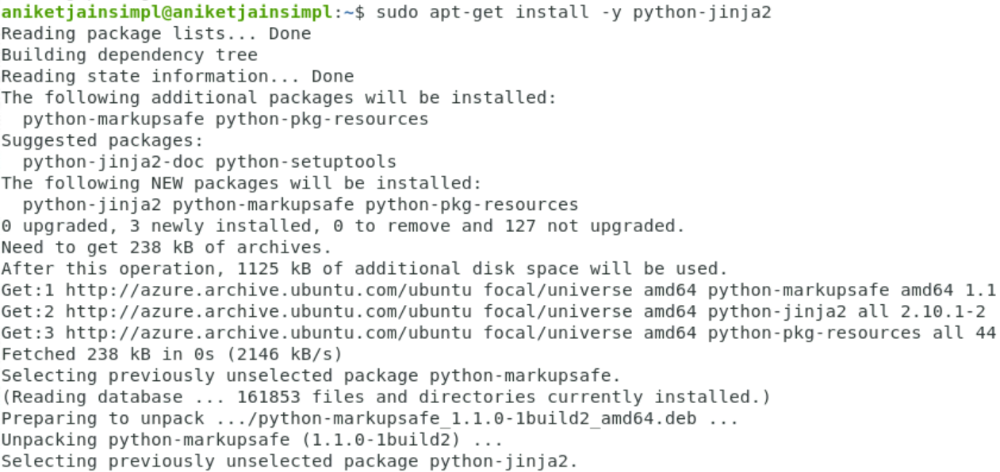 aniketjainsimpl@aniketjainsimpl:~$ sudo apt-get install -y python-jinja2
Reading package lists... Done
Building dependency tree
Reading state information... Done
The following additional packages will be installed:
  python-markupsafe python-pkg-resources
Suggested packages:
  python-jinja2-doc python-setuptools
The following NEW packages will be installed:
  python-jinja2 python-markupsafe python-pkg-resources
0 upgraded, 3 newly installed, 0 to remove and 127 not upgraded.
Need to get 238 kB of archives.
After this operation, 1125 kB of additional disk space will be used.
Get:1 http://azure.archive.ubuntu.com/ubuntu focal/universe amd64 python-markupsafe amd64 1.1
Get:2 http://azure.archive.ubuntu.com/ubuntu focal/universe amd64 python-jinja2 all 2.10.1-2
Get:3 http://azure.archive.ubuntu.com/ubuntu focal/universe amd64 python-pkg-resources all 44
Fetched 238 kB in 0s (2146 kB/s)
Selecting previously unselected package python-markupsafe.
(Reading database ... 161853 files and directories currently installed.)
Preparing to unpack .../python-markupsafe_1.1.0-1build2_amd64.deb ...
Unpacking python-markupsafe (1.1.0-1build2) ...
Selecting previously unselected package python-jinja2.